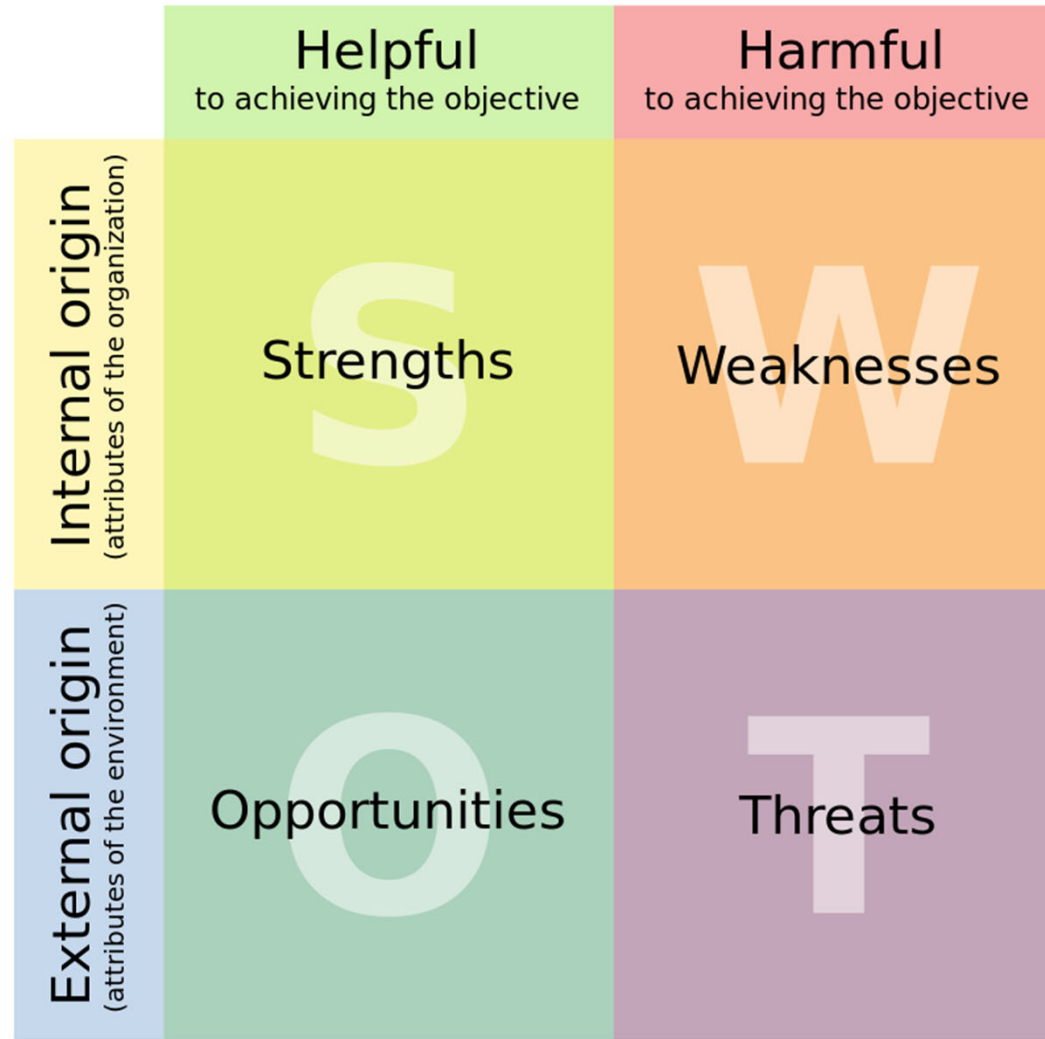 Helpful
to achieving the objective
Harmful
to achieving the objective
Internal origin
(attributes of the organization)
S
Strengths
W
Weaknesses
External origin
(attributes of the environment)
O
Opportunities
T
Threats